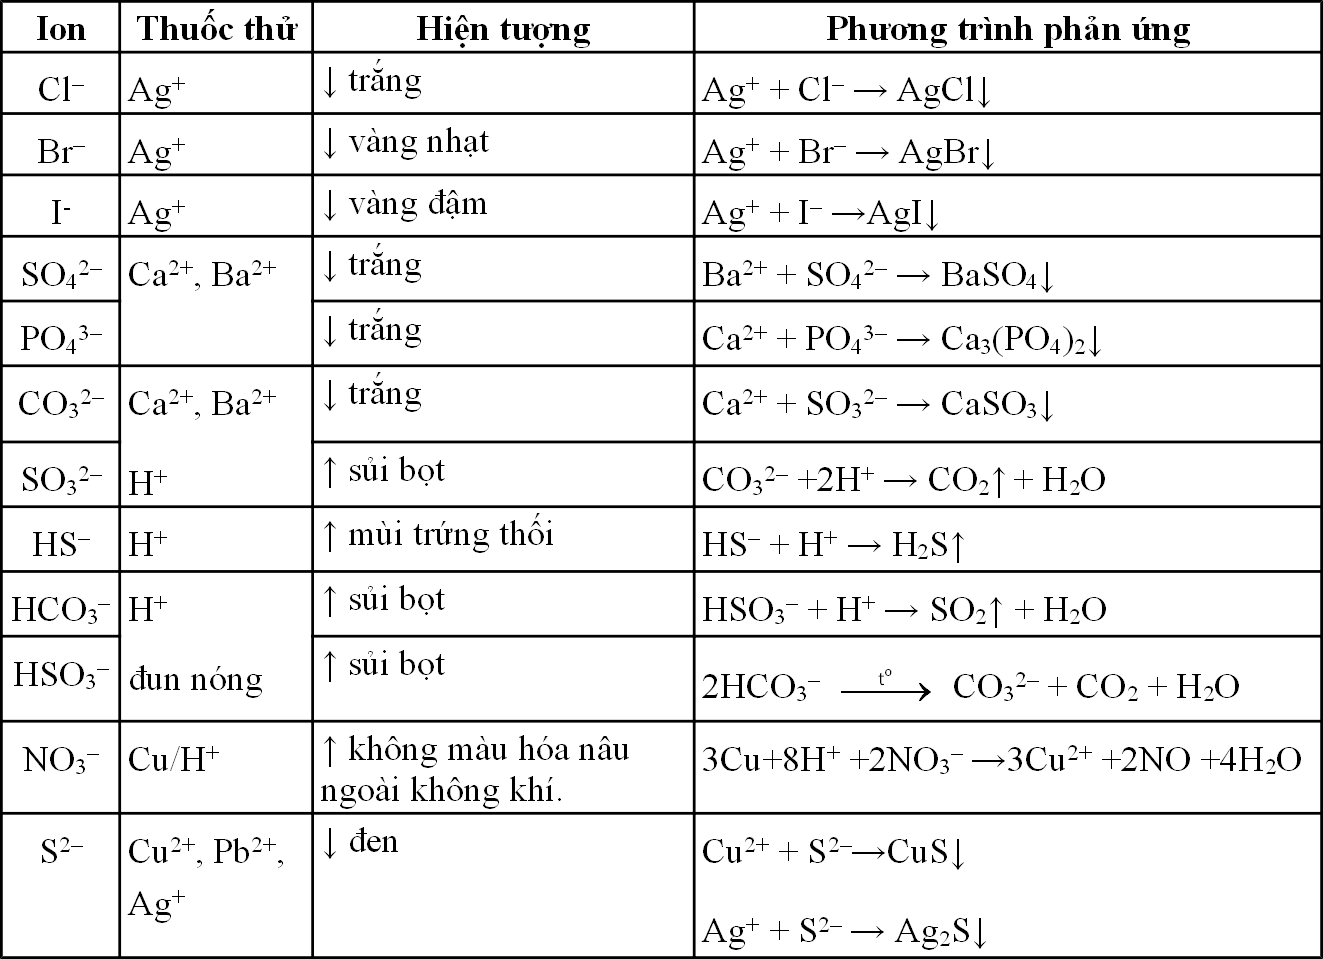 Ion Thuốc thử Hiện tượng Phương trình phản ứng
Cl⁻ Ag⁺ ↓ trắng Ag⁺ + Cl⁻ → AgCl↓
Br⁻ Ag⁺ ↓ vàng nhạt Ag⁺ + Br⁻ → AgBr↓
I⁻ Ag⁺ ↓ vàng đậm Ag⁺ + I⁻ →AgI↓
SO₄²⁻ Ca²⁺, Ba²⁺ ↓ trắng Ba²⁺ + SO₄²⁻ → BaSO₄↓
PO₄³⁻ ↓ trắng Ca²⁺ + PO₄³⁻ → Ca₃(PO₄)₂↓
CO₃²⁻ Ca²⁺, Ba²⁺ ↓ trắng Ca²⁺ + SO₃²⁻ → CaSO₃↓
SO₃²⁻ H⁺ ↑ sủi bọt CO₃²⁻ +2H⁺ → CO₂↑ + H₂O
HS⁻ H⁺ ↑ mùi trứng thối HS⁻ + H⁺ → H₂S↑
HCO₃⁻ H⁺ ↑ sủi bọt HSO₃⁻ + H⁺ → SO₂↑ + H₂O
HSO₃⁻ đun nóng ↑ sủi bọt 2HCO₃⁻ —tº→ CO₃²⁻ + CO₂ + H₂O
NO₃⁻ Cu/H⁺ ↑ không màu hóa nâu 3Cu+8H⁺ +2NO₃⁻ →3Cu²⁺ +2NO +4H₂O
ngoài không khí.
S²⁻ Cu²⁺, Pb²⁺, ↓ đen Cu²⁺ + S²⁻→CuS↓
Ag⁺
Ag⁺ + S²⁻ → Ag₂S↓